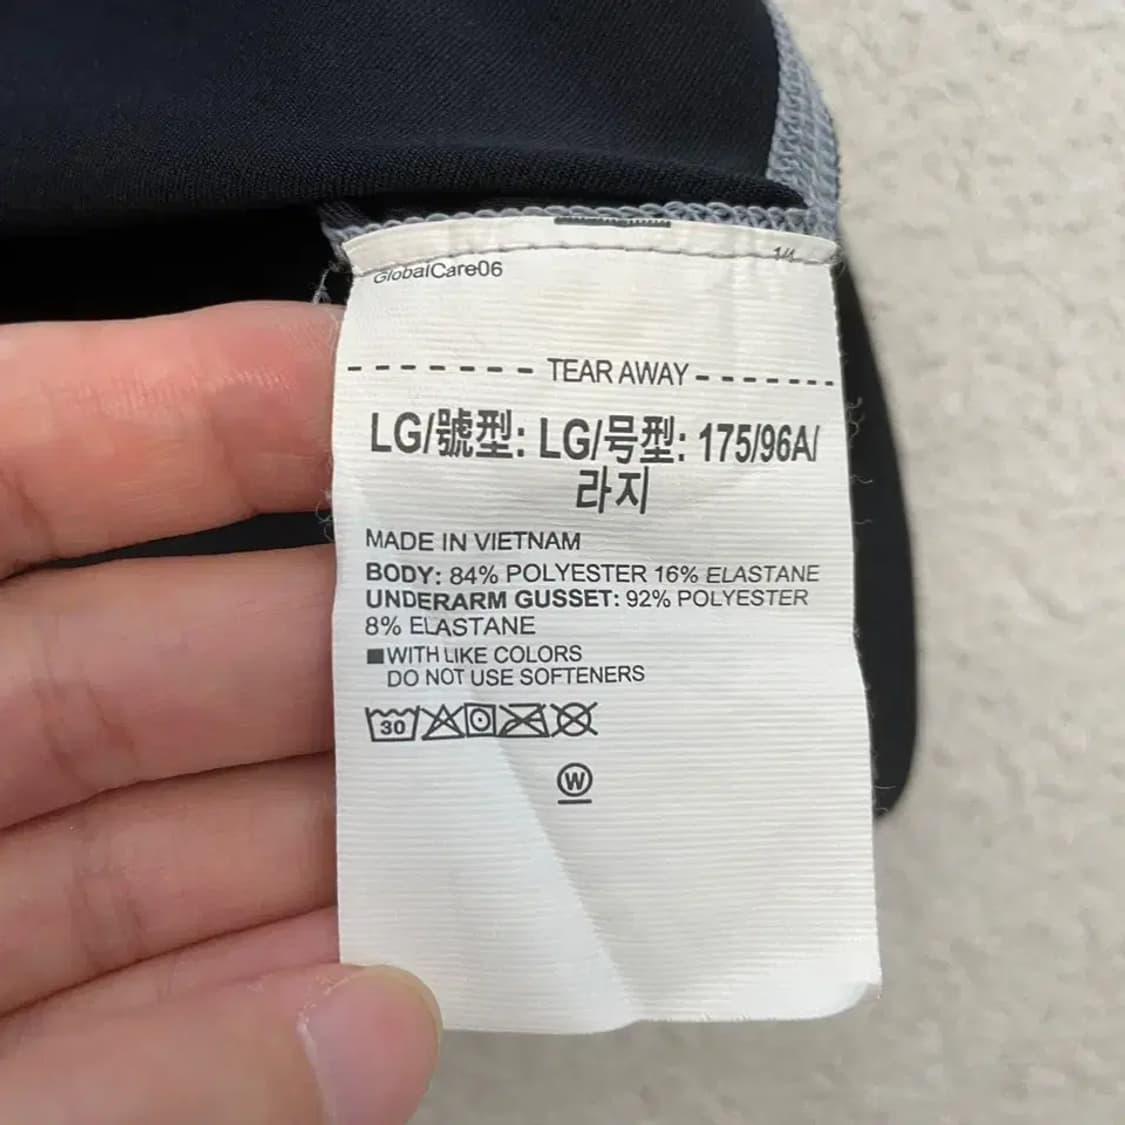 1/1
GlobalCare06
- - - - - - - TEAR AWAY - - - - - - -
LG/號型: LG/号型: 175/96A/
라지
MADE IN VIETNAM
BODY: 84% POLYESTER 16% ELASTANE
UNDERARM GUSSET: 92% POLYESTER
8% ELASTANE
■WITH LIKE COLORS
DO NOT USE SOFTENERS
30
W